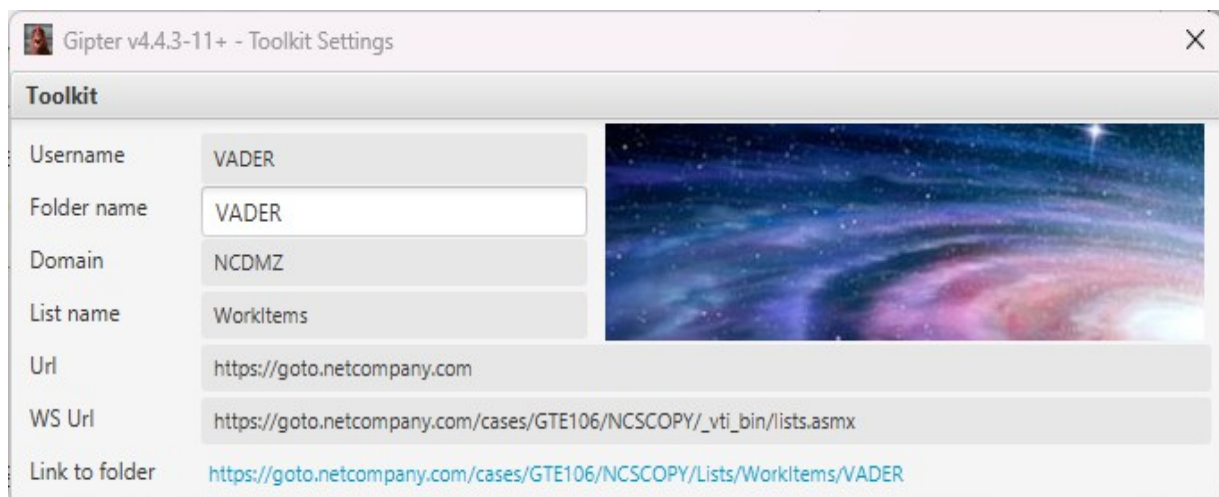 Gipter v4.4.3-11+ - Toolkit Settings
Toolkit
Username VADER
Folder name VADER
Domain NCDMZ
List name WorkItems
Url https://goto.netcompany.com
WS Url https://goto.netcompany.com/cases/GTE106/NCSCOPY/_vti_bin/lists.asmx
Link to folder https://goto.netcompany.com/cases/GTE106/NCSCOPY/Lists/WorkItems/VADER